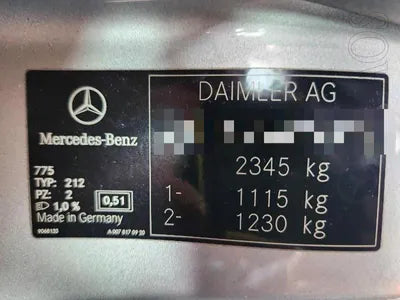 Mercedes-Benz
775
TYP: 212
PZ: 2
1,0% 0,51
Made in Germany
DAIMLER AG
2345 kg
1- 1115 kg
2- 1230 kg